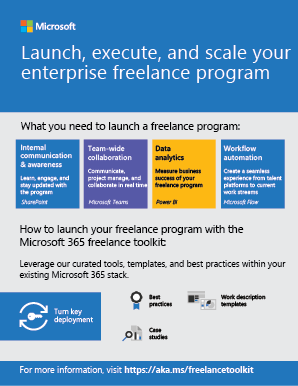 Microsoft
Launch, execute, and scale your
enterprise freelance program
What you need to launch a freelance program:
Internal
communication
& awareness
Learn, engage, and
stay updated with
the program
SharePoint
Team-wide
collaboration
Communicate,
project manage, and
collaborate in real time
Microsoft Teams
Data
analytics
Measure business
success of your
freelance program
Power BI
Workflow
automation
Create a seamless
experience from talent
platforms to current
work streams
Microsoft Flow
How to launch your freelance program with the
Microsoft 365 freelance toolkit:
Leverage our curated tools, templates, and best practices within your
existing Microsoft 365 stack.
Turn key
deployment
Best
practices
Work description
templates
Case
studies
For more information, visit https://aka.ms/freelancetoolkit